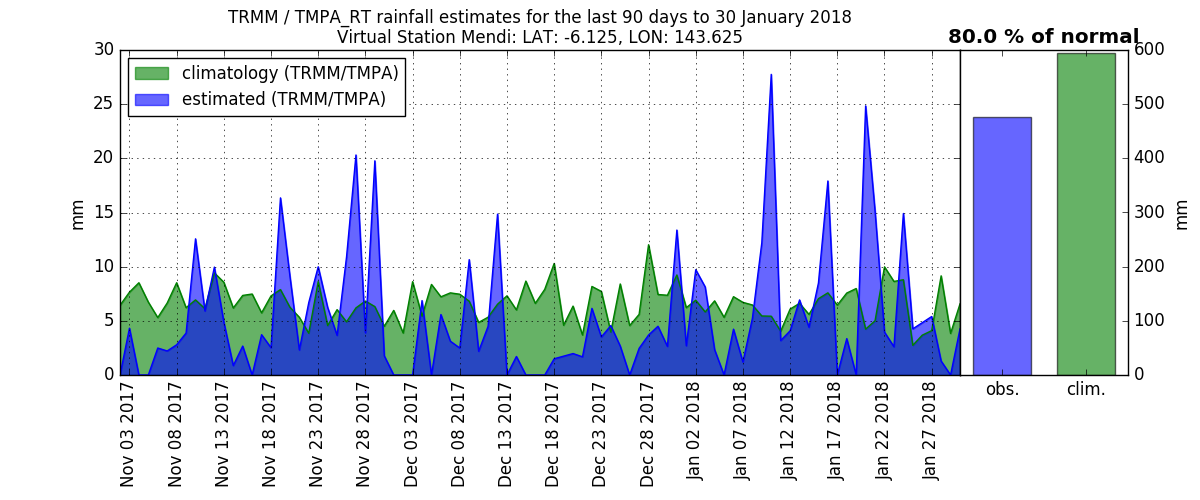 TRMM / TMPA_RT rainfall estimates for the last 90 days to 30 January 2018
Virtual Station Mendi: LAT: -6.125, LON: 143.625
80.0 % of normal
climatology (TRMM/TMPA)
estimated (TRMM/TMPA)
mm
30
25
20
15
10
5
0
Nov 03 2017
Nov 08 2017
Nov 13 2017
Nov 18 2017
Nov 23 2017
Nov 28 2017
Dec 03 2017
Dec 08 2017
Dec 13 2017
Dec 18 2017
Dec 23 2017
Dec 28 2017
Jan 02 2018
Jan 07 2018
Jan 12 2018
Jan 17 2018
Jan 22 2018
Jan 27 2018
obs.
clim.
600
500
400
300
200
100
0
mm